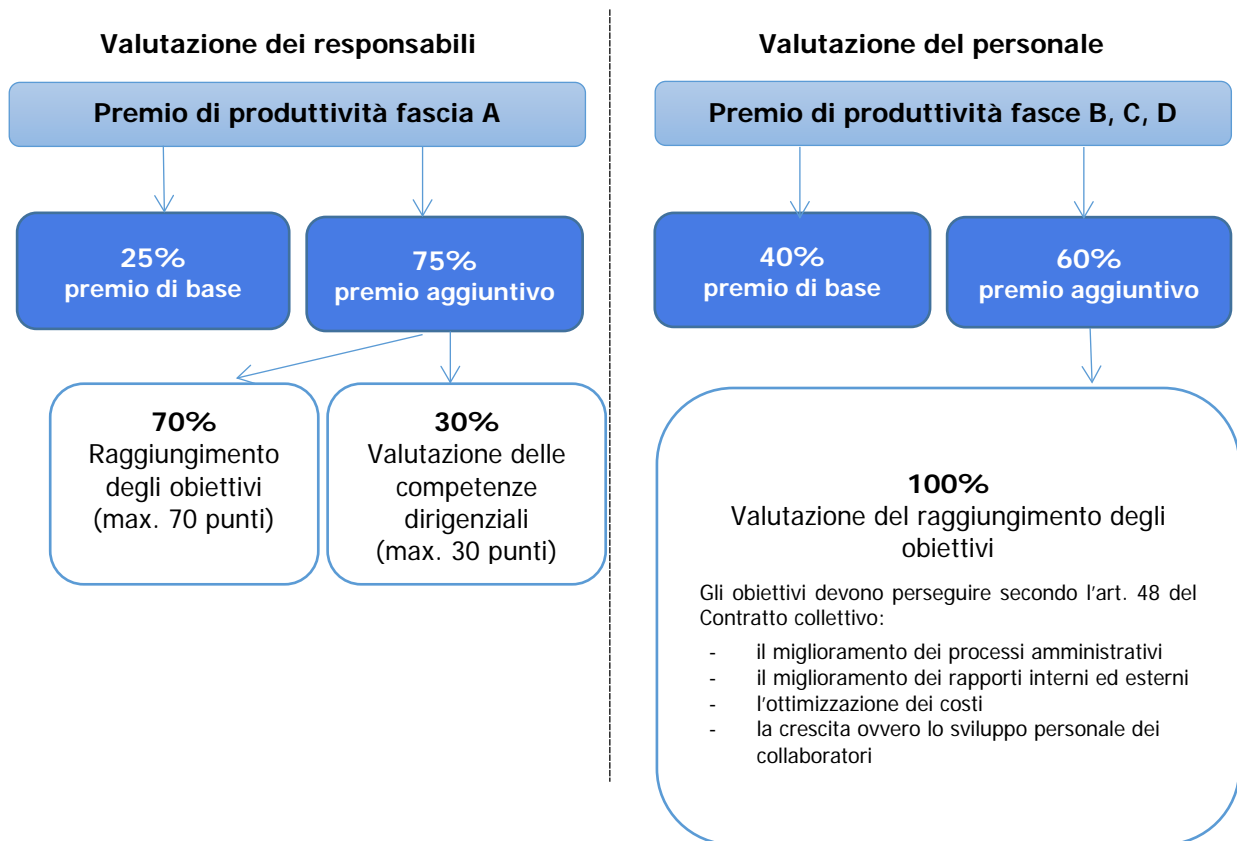 Valutazione dei responsabili
Premio di produttività fascia A
25%
premio di base
75%
premio aggiuntivo
70%
Raggiungimento
degli obiettivi
(max. 70 punti)
30%
Valutazione delle
competenze
dirigenziali
(max. 30 punti)
Valutazione del personale
Premio di produttività fasce B, C, D
40%
premio di base
60%
premio aggiuntivo
100%
Valutazione del raggiungimento degli
obiettivi
Gli obiettivi devono perseguire secondo l'art. 48 del
Contratto collettivo:
- il miglioramento dei processi amministrativi
- il miglioramento dei rapporti interni ed esterni
- l'ottimizzazione dei costi
- la crescita ovvero lo sviluppo personale dei
collaboratori